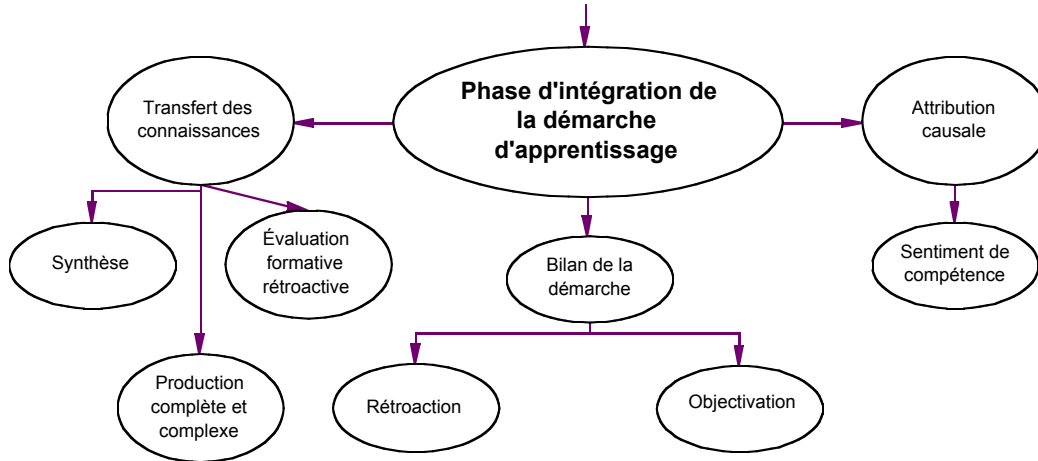 Phase d'intégration de
la démarche
d'apprentissage
Transfert des
connaissances
Attribution
causale
Synthèse
Évaluation
formative
rétroactive
Bilan de la
démarche
Sentiment de
compétence
Production
complète et
complexe
Rétroaction
Objectivation